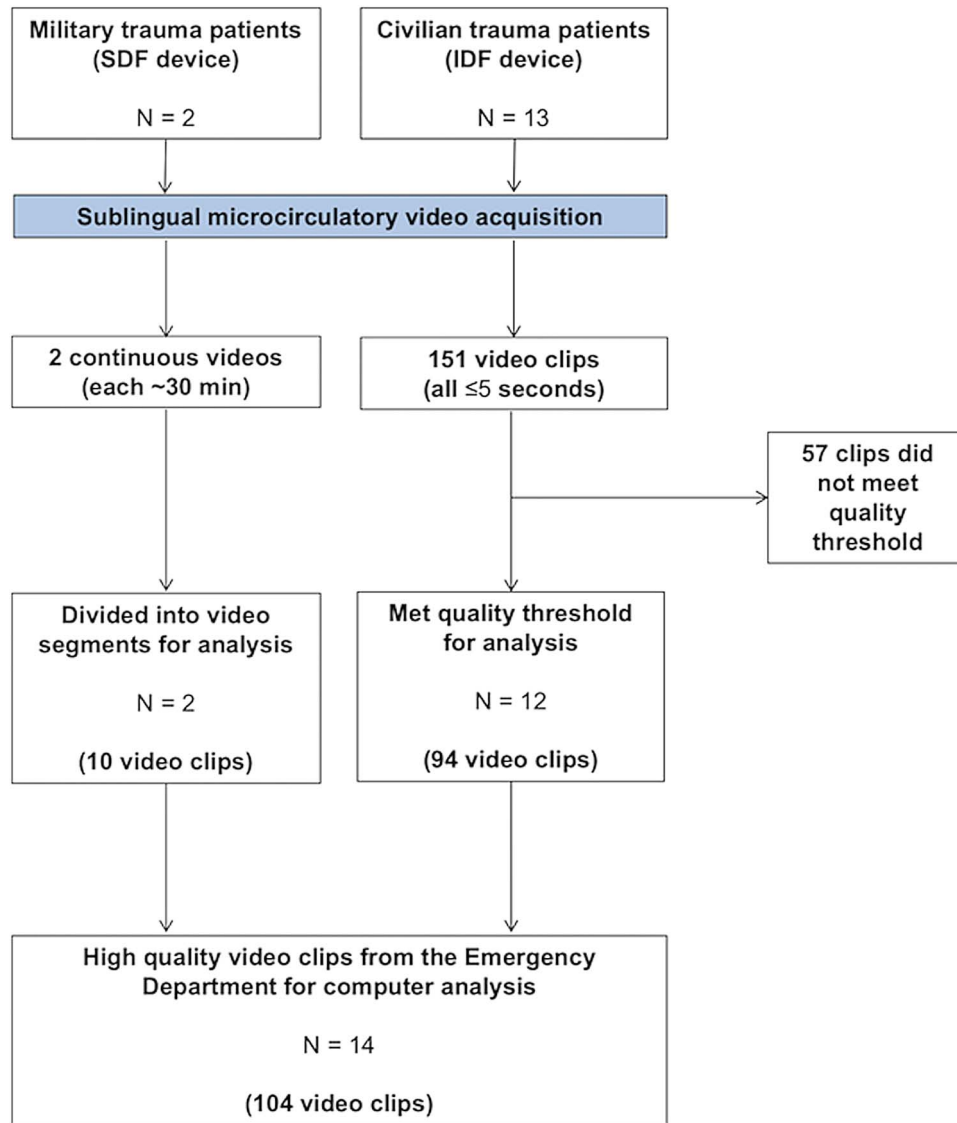 Military trauma patients
(SDF device)
N = 2
Civilian trauma patients
(IDF device)
N = 13
Sublingual microcirculatory video acquisition
2 continuous videos
(each ~30 min)
151 video clips
(all ≤5 seconds)
57 clips did
not meet
quality
threshold
Divided into video
segments for analysis
N = 2
(10 video clips)
Met quality threshold
for analysis
N = 12
(94 video clips)
High quality video clips from the Emergency
Department for computer analysis
N = 14
(104 video clips)